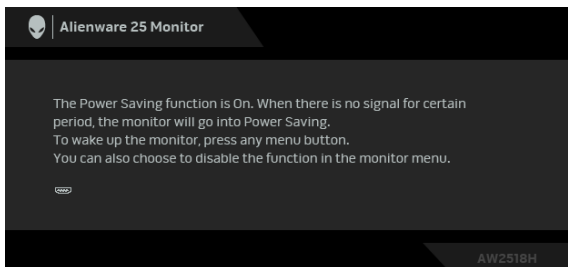 Alienware 25 Monitor
The Power Saving function is On. When there is no signal for certain
period, the monitor will go into Power Saving.
To wake up the monitor, press any menu button.
You can also choose to disable the function in the monitor menu.
AW2518H